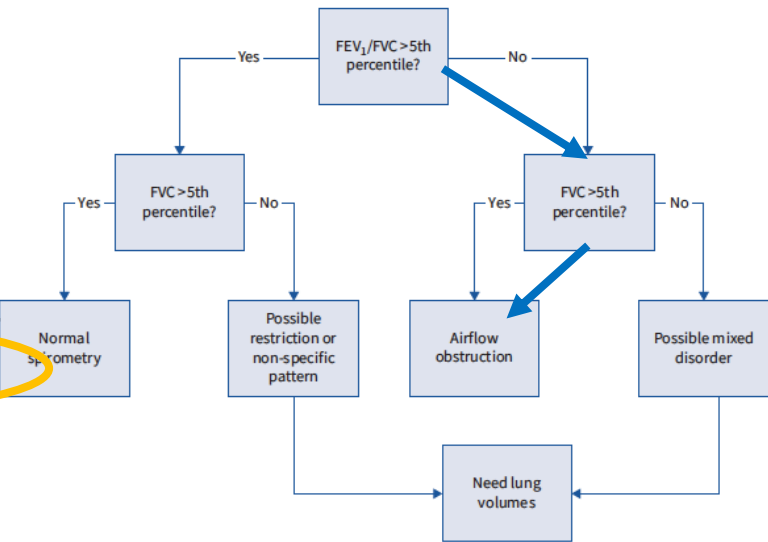 FEV₁/FVC >5th
percentile?
Yes
No
FVC >5th
percentile?
FVC >5th
percentile?
Yes
No
Yes
No
Normal
spirometry
Possible
restriction or
non-specific
pattern
Airflow
obstruction
Possible mixed
disorder
Need lung
volumes